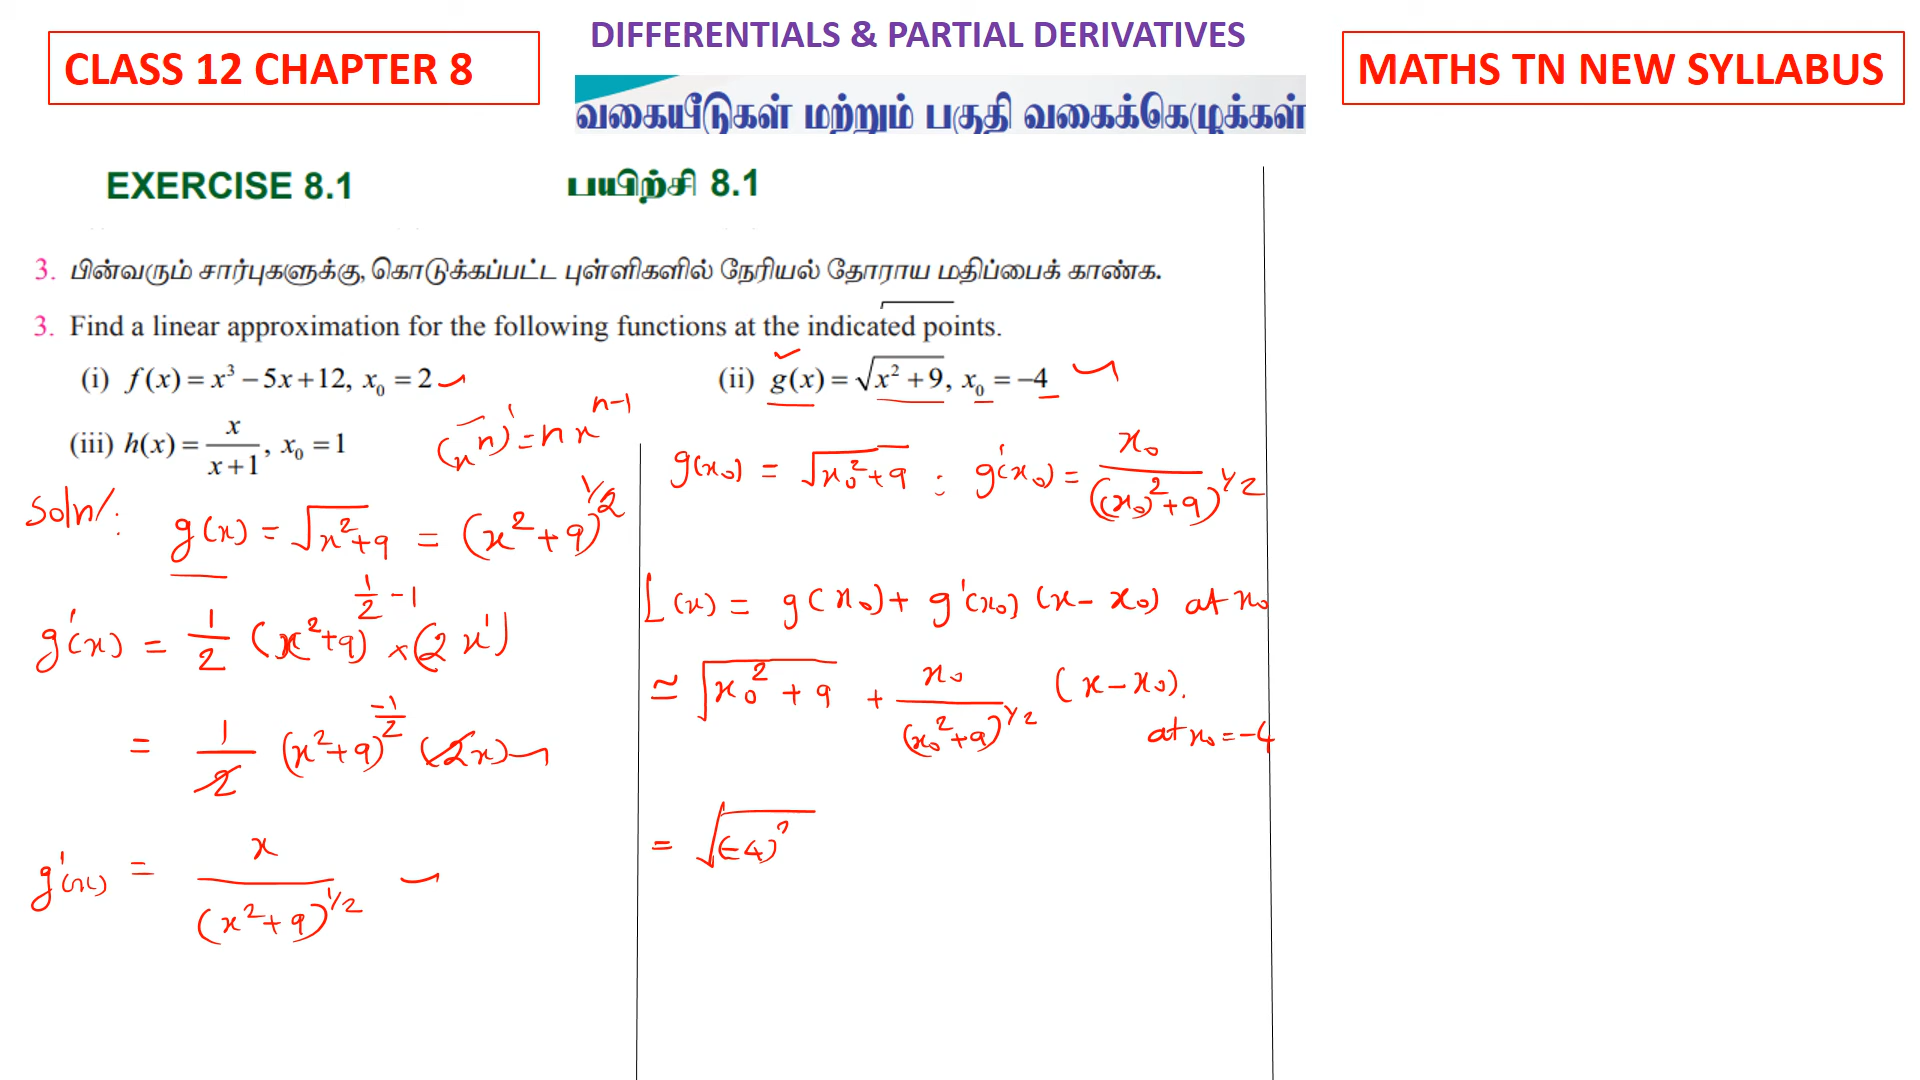 DIFFERENTIALS & PARTIAL DERIVATIVES
CLASS 12 CHAPTER 8
MATHS TN NEW SYLLABUS
வகையீடுகள் மற்றும் பகுதி வகைக்கெழுக்கள்
EXERCISE 8.1
பயிற்சி 8.1
3. பின்வரும் சார்புகளுக்கு, கொடுக்கப்பட்ட புள்ளிகளில் நேரியல் தோராய மதிப்பைக் காண்க.
3. Find a linear approximation for the following functions at the indicated points.
(i) f(x) = x³ − 5x + 12, x₀ = 2
(ii) g(x) = √(x² + 9), x₀ = −4
(iii) h(x) = x/(x+1), x₀ = 1
(xⁿ)' = n xⁿ⁻¹
Soln/:
g(x) = √(x²+9) = (x²+9)^1/2
g'(x) = 1/2 (x²+9)^(1/2 -1) × (2x')
= 1/2 (x²+9)^(-1/2) (2x)
g'(x) = x/(x²+9)^1/2
g(x₀) = √(x₀²+9) : g'(x₀) = x₀/((x₀)²+9)^1/2
L(x) = g(x₀) + g'(x₀) (x - x₀) at x₀
≃ √(x₀² + 9) + x₀/(x₀²+9)^1/2 (x - x₀).
at x₀ = -4
= √(-4)²